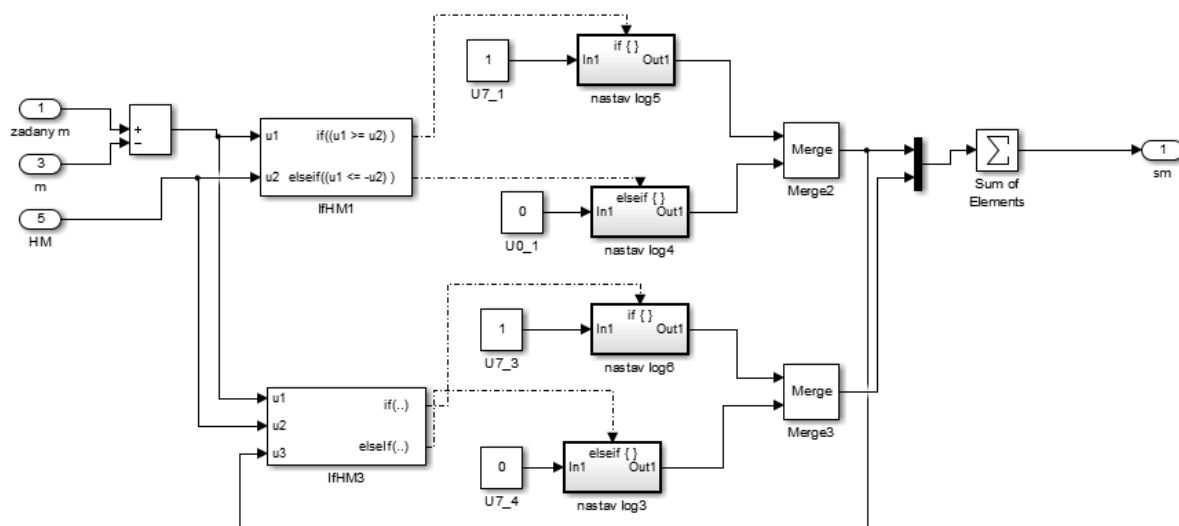 if { }
1
In1
Out1
U7_1
nastav log5
1
zadany m
+
−
3
m
5
HM
u1
if((u1 >= u2) )
u2
elseif((u1 <= -u2) )
IfHM1
Merge
Merge2
Sum of
Elements
1
sm
elseif { }
0
In1
Out1
U0_1
nastav log4
if { }
1
In1
Out1
U7_3
nastav log6
Merge
Merge3
u1
if(..)
u2
elseIf(..)
u3
IfHM3
elseif { }
0
In1
Out1
U7_4
nastav log3